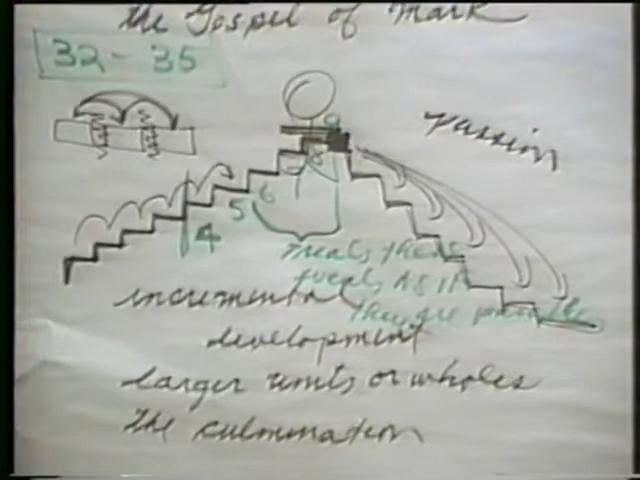 the Gospel of Mark
32 - 35
passion
4
5
6
8
9
incremental
development
larger units or wholes
the culmination